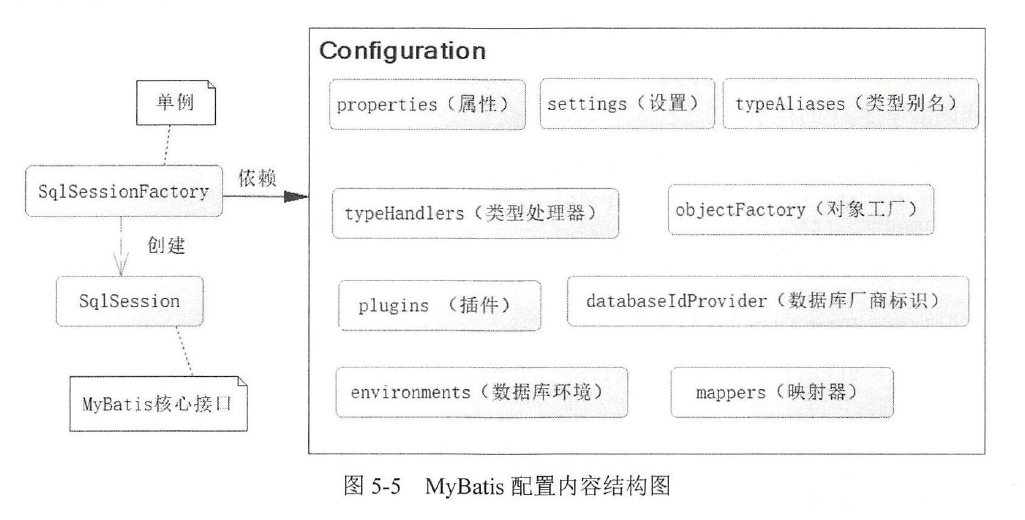 Configuration
单例
properties（属性）
settings（设置）
typeAliases（类型别名）
SqlSessionFactory
依赖
typeHandlers（类型处理器）
objectFactory（对象工厂）
创建
SqlSession
plugins （插件）
databaseIdProvider（数据库厂商标识）
MyBatis核心接口
environments（数据库环境）
mappers（映射器）
图 5-5 MyBatis 配置内容结构图